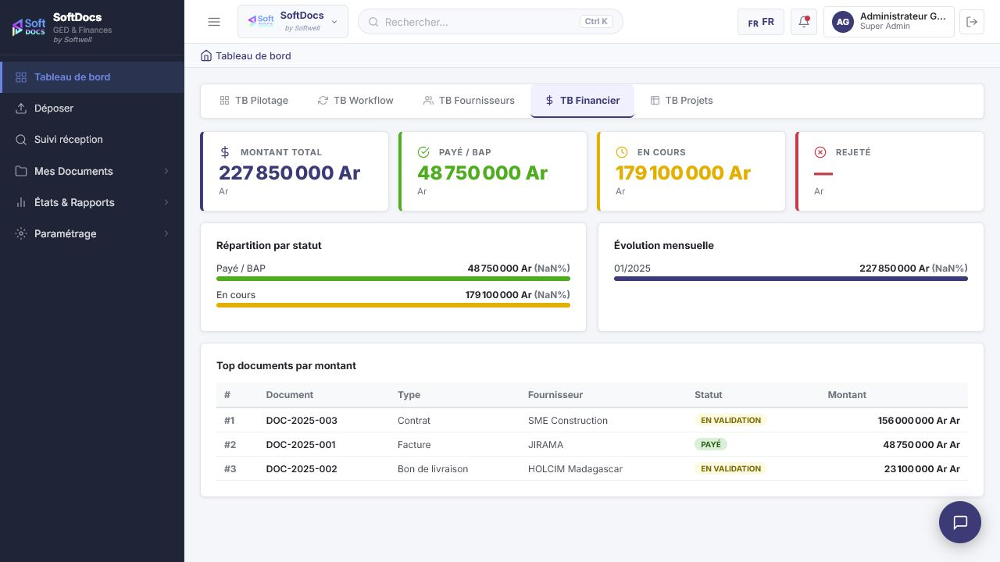 Soft
DOCS
SoftDocs
GED & Finances
by Softwell
Tableau de bord
Déposer
Suivi réception
Mes Documents
États & Rapports
Paramétrage
Soft
DOCS
SoftDocs
by Softwell
Rechercher...
Ctrl K
FR FR
AG
Administrateur G...
Super Admin
Tableau de bord
TB Pilotage
TB Workflow
TB Fournisseurs
TB Financier
TB Projets
MONTANT TOTAL
227 850 000 Ar
Ar
PAYÉ / BAP
48 750 000 Ar
Ar
EN COURS
179 100 000 Ar
Ar
REJETÉ
—
Ar
Répartition par statut
Payé / BAP 48 750 000 Ar (NaN%)
En cours 179 100 000 Ar (NaN%)
Évolution mensuelle
01/2025 227 850 000 Ar (NaN%)
Top documents par montant
# Document Type Fournisseur Statut Montant
#1 DOC-2025-003 Contrat SME Construction EN VALIDATION 156 000 000 Ar Ar
#2 DOC-2025-001 Facture JIRAMA PAYÉ 48 750 000 Ar Ar
#3 DOC-2025-002 Bon de livraison HOLCIM Madagascar EN VALIDATION 23 100 000 Ar Ar